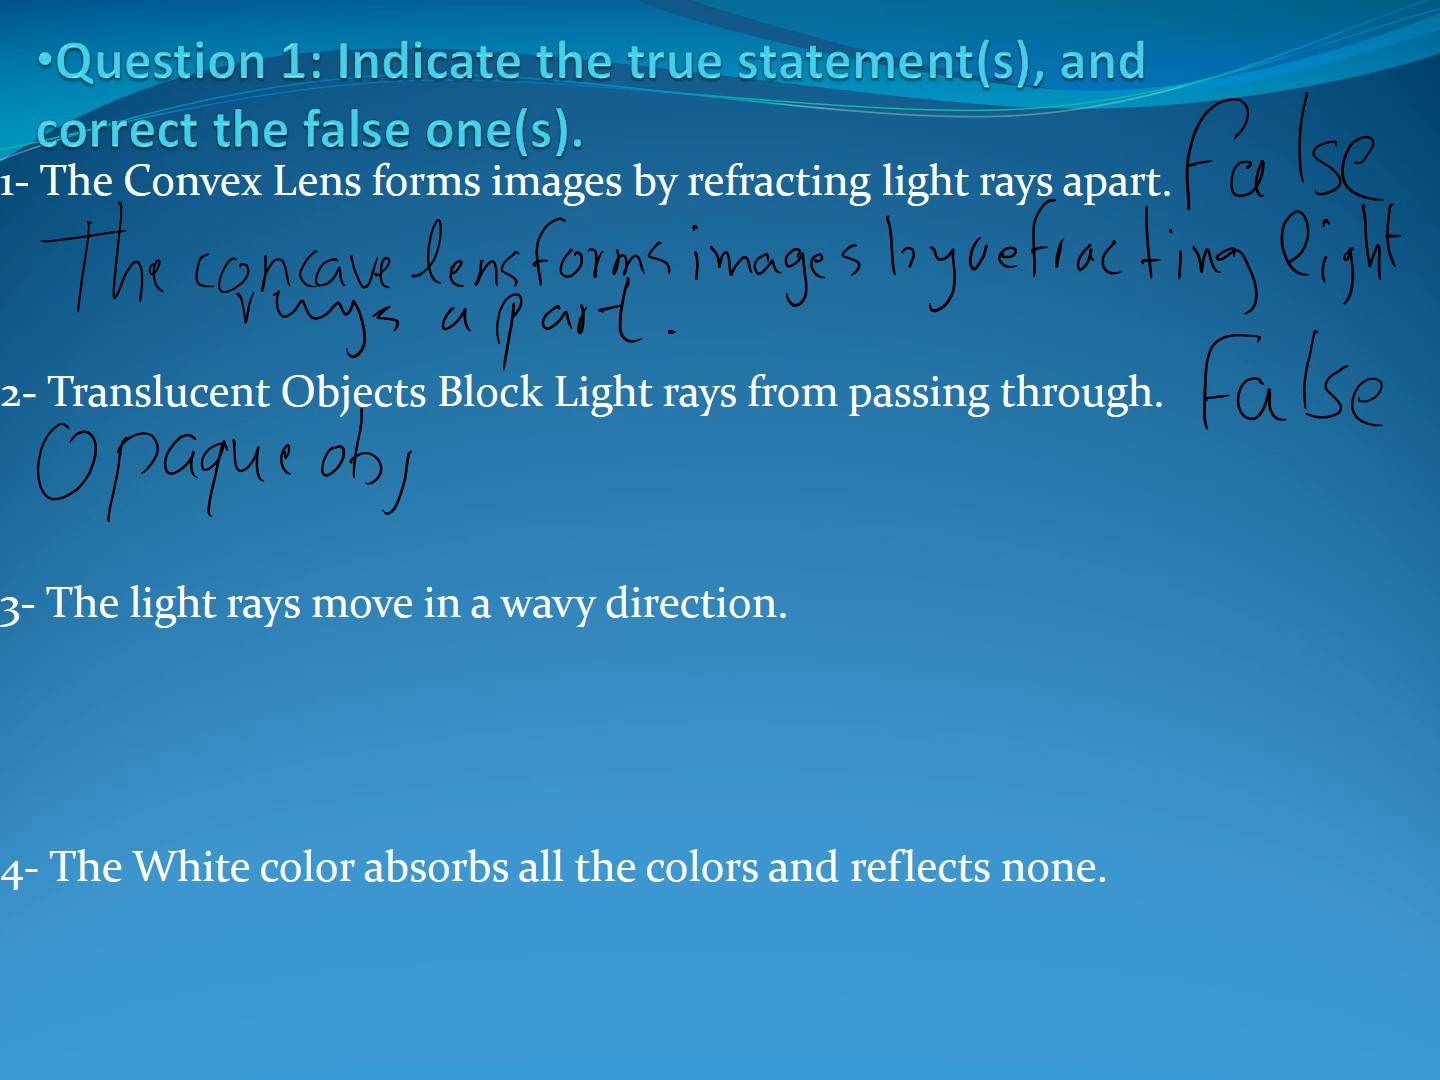 •Question 1: Indicate the true statement(s), and
correct the false one(s).
1- The Convex Lens forms images by refracting light rays apart. False
The concave lens forms images by refracting light
rays apart.
2- Translucent Objects Block Light rays from passing through. False
Opaque obj
3- The light rays move in a wavy direction.
4- The White color absorbs all the colors and reflects none.